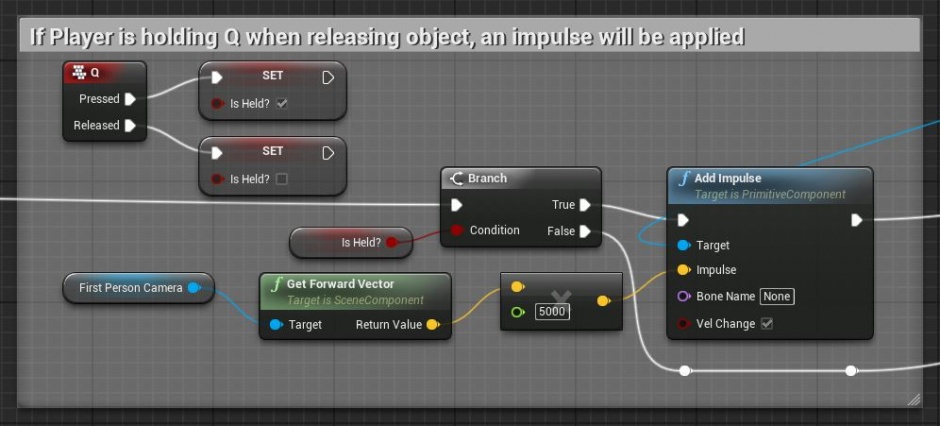 If Player is holding Q when releasing object, an impulse will be applied
Q
Pressed
Released
SET
Is Held?
SET
Is Held?
Branch
True
Condition
False
Is Held?
First Person Camera
Get Forward Vector
Target is SceneComponent
Target
Return Value
5000
Add Impulse
Target is PrimitiveComponent
Target
Impulse
Bone Name None
Vel Change